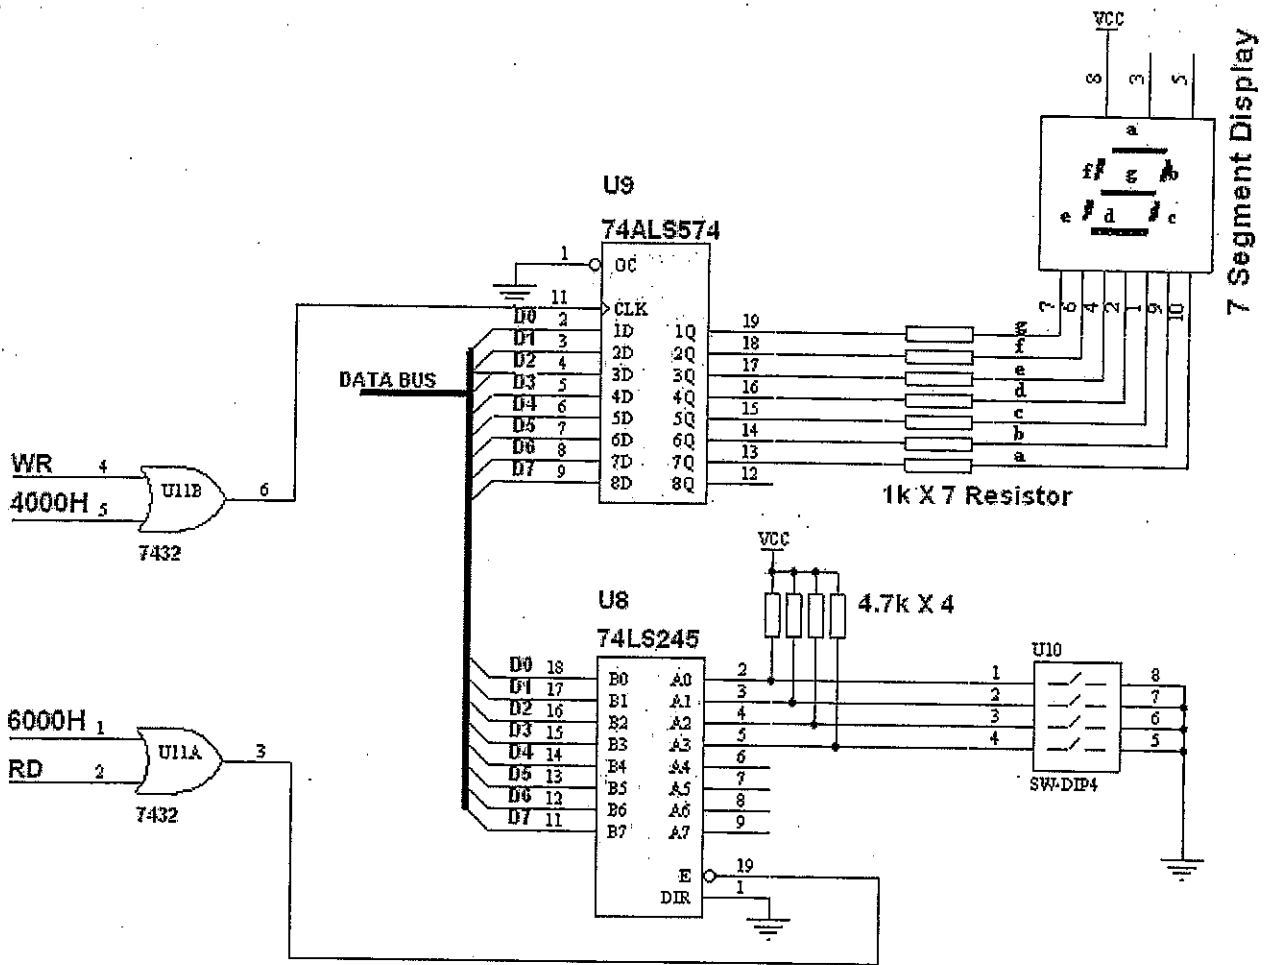 VCC
8 3 5
7 Segment Display
a
f g b
e d c
7 6 4 2 1 9 10
U9
74ALS574
1 OC
11 CLK
D0 2 1D 1Q 19 g
D1 3 2D 2Q 18 f
D2 4 3D 3Q 17 e
D3 5 4D 4Q 16 d
D4 6 5D 5Q 15 c
D5 7 6D 6Q 14 b
D6 8 7D 7Q 13 a
D7 9 8D 8Q 12
DATA BUS
1k X 7 Resistor
WR 4
4000H 5
U11B
6
7432
VCC
4.7k X 4
U8
74LS245
D0 18 B0 A0 2
D1 17 B1 A1 3
D2 16 B2 A2 4
D3 15 B3 A3 5
D4 14 B4 A4 6
D5 13 B5 A5 7
D6 12 B6 A6 8
D7 11 B7 A7 9
E 19
DIR 1
U10
1 8
2 7
3 6
4 5
SW-DIP4
6000H 1
RD 2
U11A
3
7432